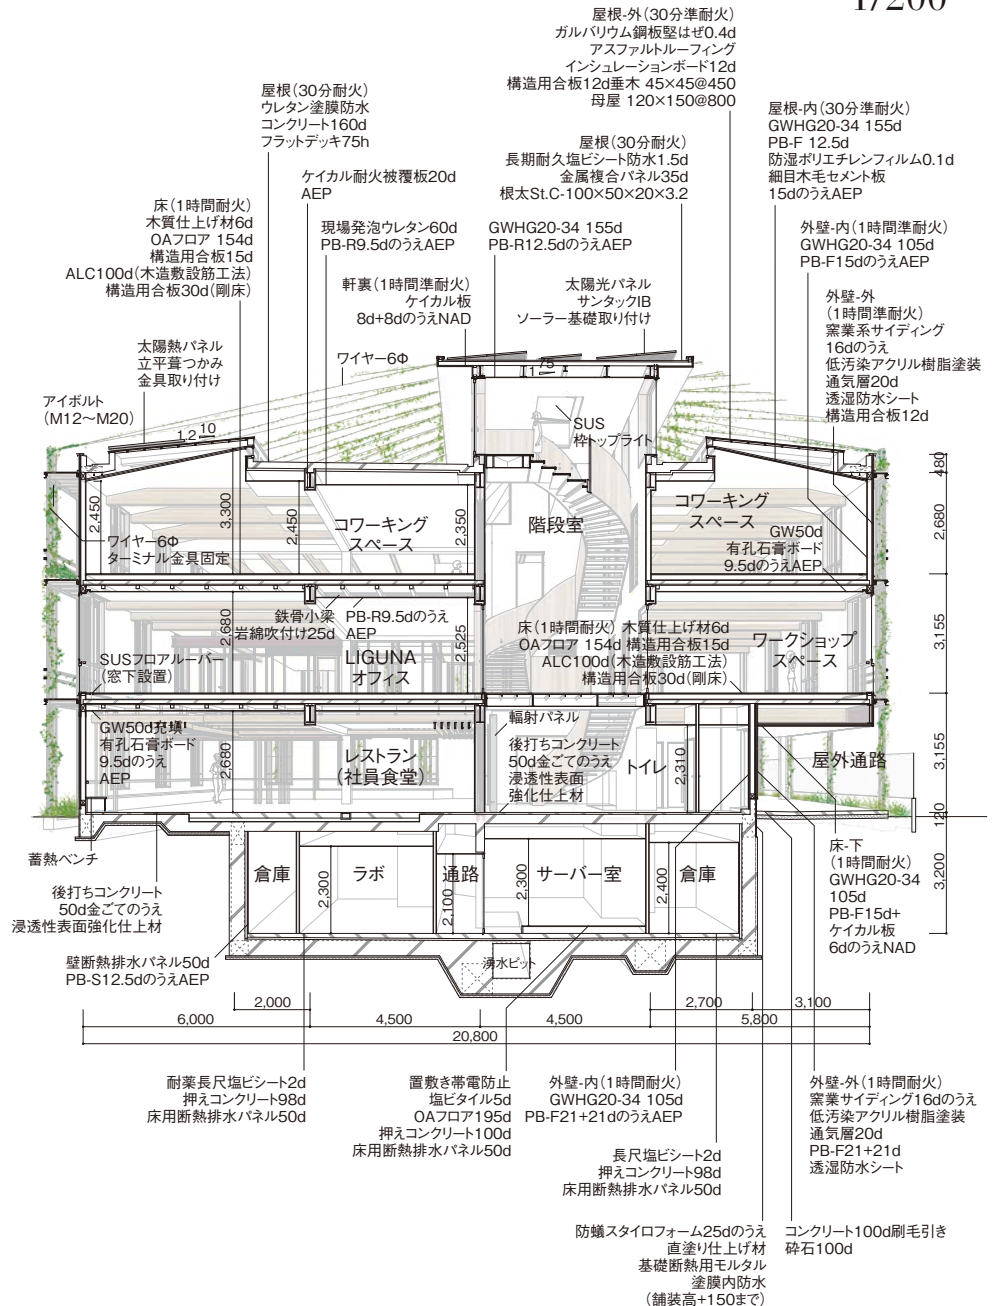 1/200
屋根-外(30分準耐火)
ガルバリウム鋼板竪はぜ0.4d
アスファルトルーフィング
インシュレーションボード12d
構造用合板12d垂木 45×45@450
母屋 120×150@800
屋根(30分耐火)
ウレタン塗膜防水
コンクリート160d
フラットデッキ75h
屋根-内(30分準耐火)
GWHG20-34 155d
PB-F 12.5d
防湿ポリエチレンフィルム0.1d
細目木毛セメント板
15dのうえAEP
屋根(30分耐火)
長期耐久塩ビシート防水1.5d
金属複合パネル35d
根太St.C-100×50×20×3.2
ケイカル耐火被覆板20d
AEP
床(1時間耐火)
木質仕上げ材6d
OAフロア 154d
構造用合板15d
ALC100d(木造敷設筋工法)
構造用合板30d(剛床)
現場発泡ウレタン60d
PB-R9.5dのうえAEP
GWHG20-34 155d
PB-R12.5dのうえAEP
外壁-内(1時間準耐火)
GWHG20-34 105d
PB-F15dのうえAEP
軒裏(1時間準耐火)
ケイカル板
8d+8dのうえNAD
太陽光パネル
サンタックIB
ソーラー基礎取り付け
外壁-外
(1時間準耐火)
窯業系サイディング
16dのうえ
低汚染アクリル樹脂塗装
通気層20d
透湿防水シート
構造用合板12d
太陽熱パネル
立平葺つかみ
金具取り付け
ワイヤー6Φ
アイボルト
(M12〜M20)
1.2
10
1
75
SUS
枠トップライト
480
2,680
3,155
3,155
120
3,200
2,450
3,300
2,450
コワーキング
スペース
2,350
階段室
コワーキング
スペース
GW50d
有孔石膏ボード
9.5dのうえAEP
ワイヤー6Φ
ターミナル金具固定
鉄骨小梁
岩綿吹付け25d
PB-R9.5dのうえ
AEP
2,680
2,525
LIGUNA
オフィス
SUSフロアルーバー
(窓下設置)
床(1時間耐火) 木質仕上げ材6d
OAフロア 154d 構造用合板15d
ALC100d(木造敷設筋工法)
構造用合板30d(剛床)
ワークショップ
スペース
GW50d充塡
有孔石膏ボード
9.5dのうえ
AEP
2,680
レストラン
(社員食堂)
輻射パネル
後打ちコンクリート
50d金ごてのうえ
浸透性表面
強化仕上材
トイレ
2,310
屋外通路
蓄熱ベンチ
後打ちコンクリート
50d金ごてのうえ
浸透性表面強化仕上材
倉庫
2,300
ラボ
通路
2,100
2,300
サーバー室
2,400
倉庫
床-下
(1時間耐火)
GWHG20-34
105d
PB-F15d+
ケイカル板
6dのうえNAD
壁断熱排水パネル50d
PB-S12.5dのうえAEP
湧水ピット
2,000
2,700
3,100
6,000
4,500
4,500
5,800
20,800
耐薬長尺塩ビシート2d
押えコンクリート98d
床用断熱排水パネル50d
置敷き帯電防止
塩ビタイル5d
OAフロア195d
押えコンクリート100d
床用断熱排水パネル50d
外壁-内(1時間耐火)
GWHG20-34 105d
PB-F21+21dのうえAEP
外壁-外(1時間耐火)
窯業サイディング16dのうえ
低汚染アクリル樹脂塗装
通気層20d
PB-F21+21d
透湿防水シート
長尺塩ビシート2d
押えコンクリート98d
床用断熱排水パネル50d
防蟻スタイロフォーム25dのうえ
直塗り仕上げ材
基礎断熱用モルタル
塗膜内防水
(舗装高+150まで)
コンクリート100d刷毛引き
砕石100d